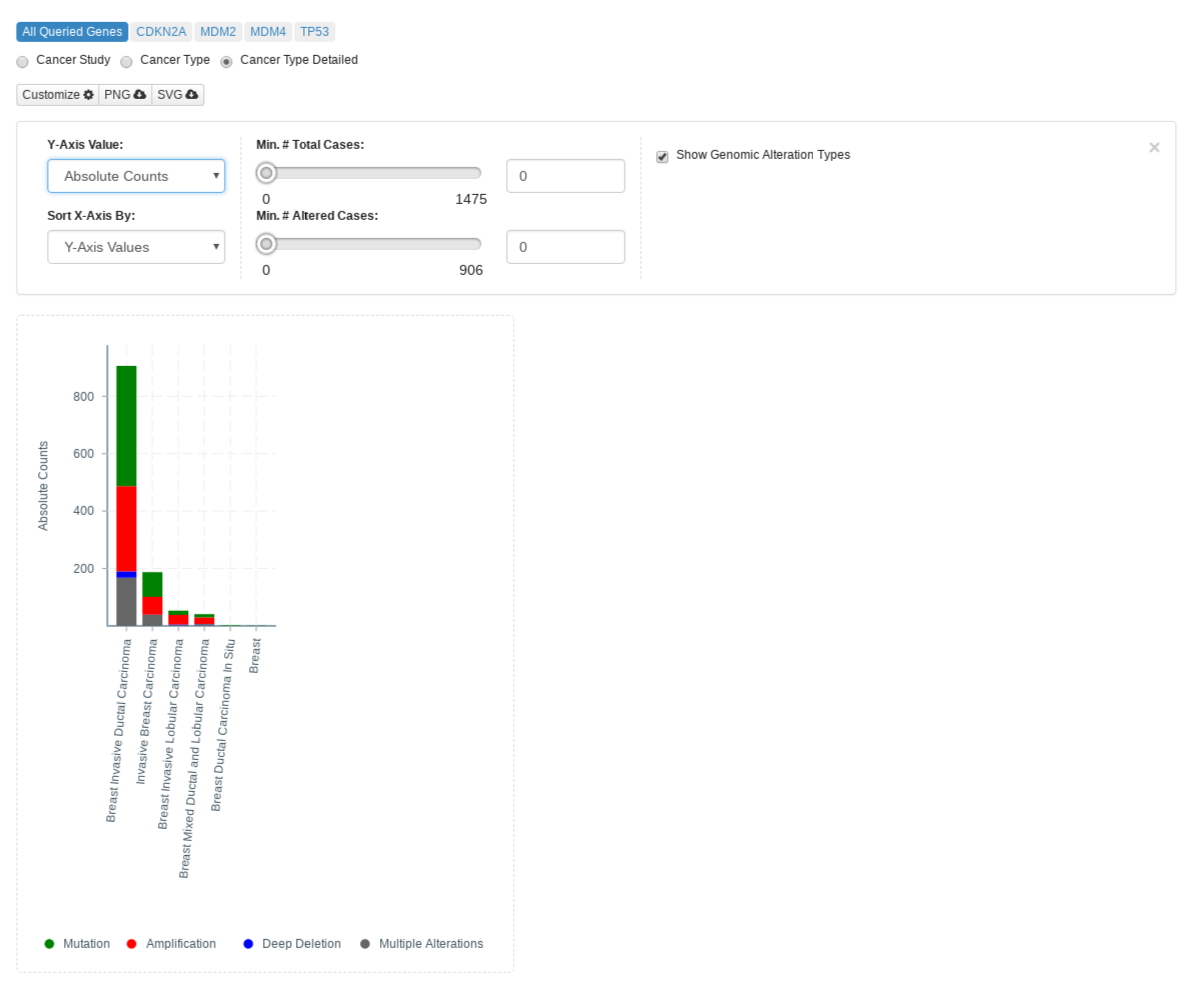 All Queried Genes CDKN2A MDM2 MDM4 TP53
Cancer Study Cancer Type Cancer Type Detailed
Customize PNG SVG
Y-Axis Value:
Absolute Counts
Sort X-Axis By:
Y-Axis Values
Min. # Total Cases:
0
0 1475
Min. # Altered Cases:
0
0 906
Show Genomic Alteration Types
×
Absolute Counts
800
600
400
200
Breast Invasive Ductal Carcinoma
Invasive Breast Carcinoma
Breast Invasive Lobular Carcinoma
Breast Mixed Ductal and Lobular Carcinoma
Breast Ductal Carcinoma In Situ
Breast
Mutation Amplification Deep Deletion Multiple Alterations